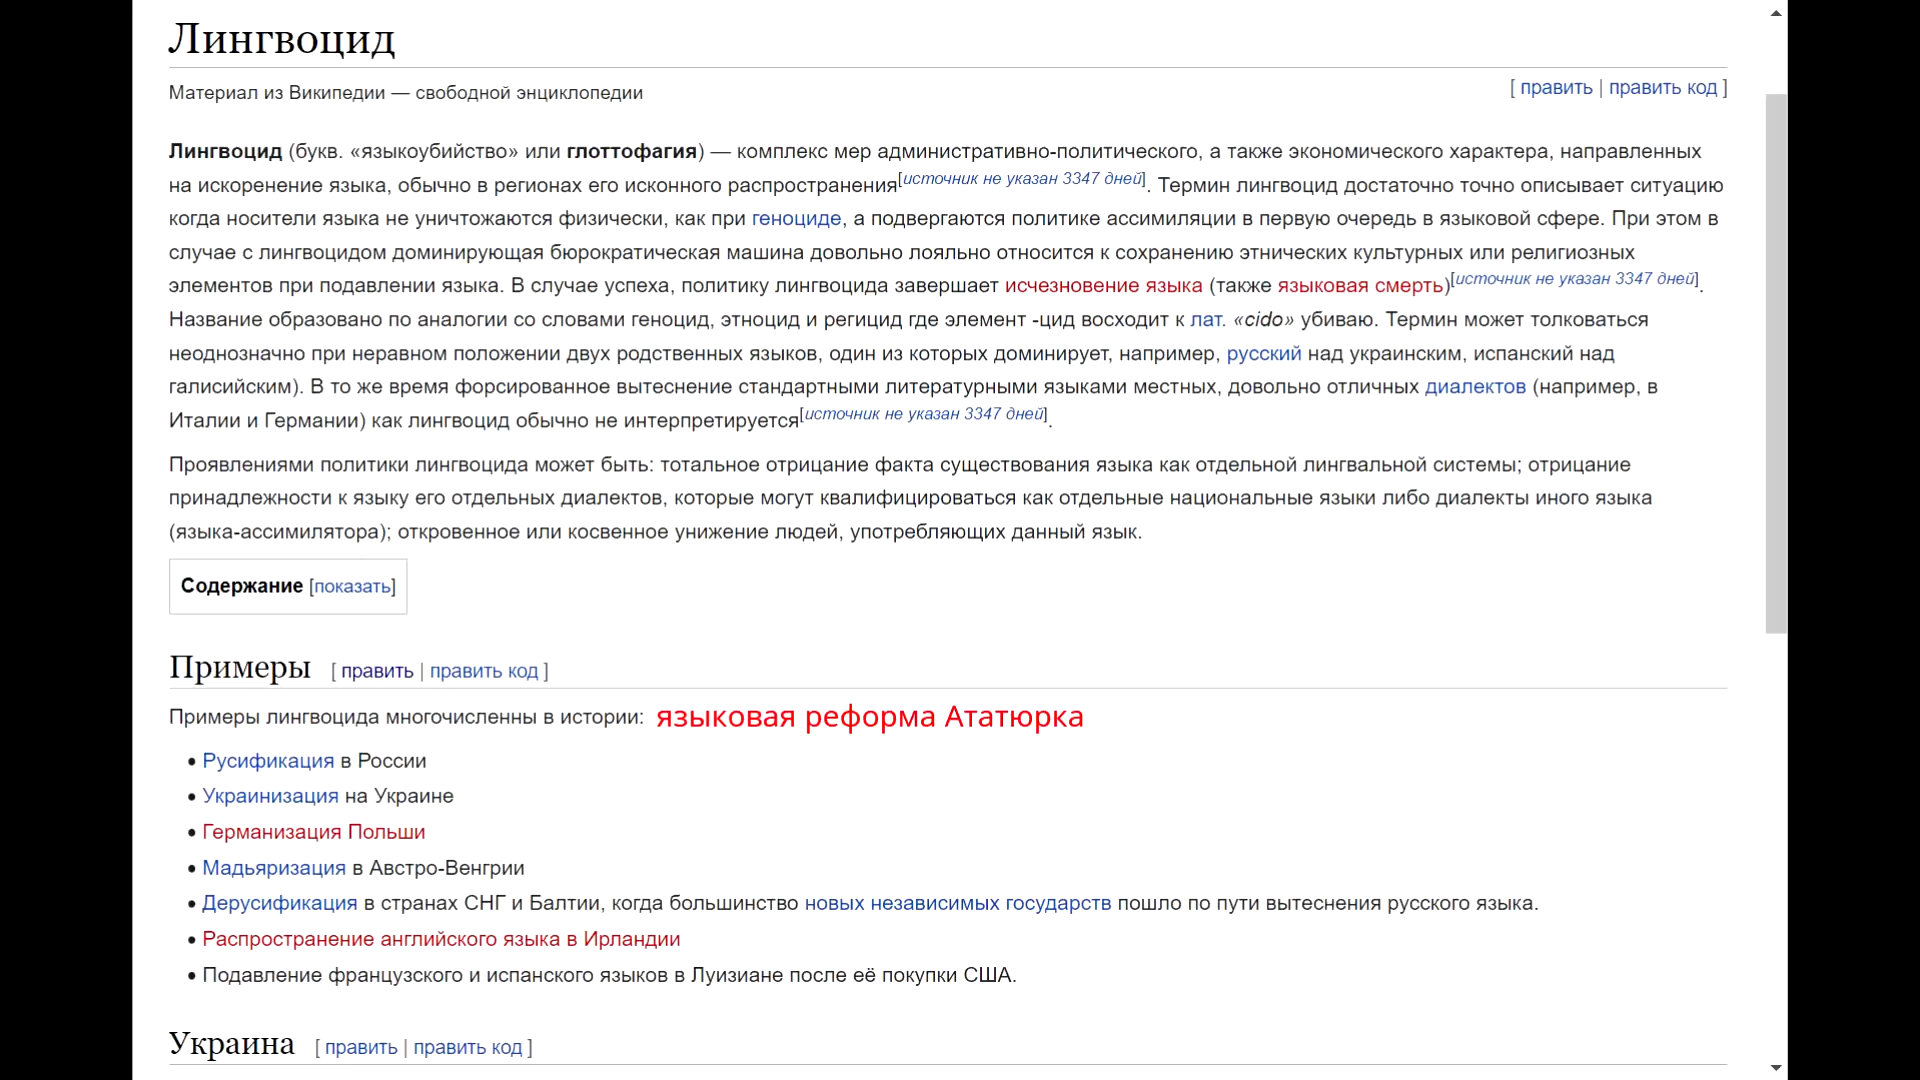 Лингвоцид
Материал из Википедии — свободной энциклопедии
[ править | править код ]
Лингвоцид (букв. «языкоубийство» или глоттофагия) — комплекс мер административно-политического, а также экономического характера, направленных
на искоренение языка, обычно в регионах его исконного распространения[источник не указан 3347 дней]. Термин лингвоцид достаточно точно описывает ситуацию
когда носители языка не уничтожаются физически, как при геноциде, а подвергаются политике ассимиляции в первую очередь в языковой сфере. При этом в
случае с лингвоцидом доминирующая бюрократическая машина довольно лояльно относится к сохранению этнических культурных или религиозных
элементов при подавлении языка. В случае успеха, политику лингвоцида завершает исчезновение языка (также языковая смерть)[источник не указан 3347 дней].
Название образовано по аналогии со словами геноцид, этноцид и регицид где элемент -цид восходит к лат. «cido» убиваю. Термин может толковаться
неоднозначно при неравном положении двух родственных языков, один из которых доминирует, например, русский над украинским, испанский над
галисийским). В то же время форсированное вытеснение стандартными литературными языками местных, довольно отличных диалектов (например, в
Италии и Германии) как лингвоцид обычно не интерпретируется[источник не указан 3347 дней].
Проявлениями политики лингвоцида может быть: тотальное отрицание факта существования языка как отдельной лингвальной системы; отрицание
принадлежности к языку его отдельных диалектов, которые могут квалифицироваться как отдельные национальные языки либо диалекты иного языка
(языка-ассимилятора); откровенное или косвенное унижение людей, употребляющих данный язык.
Содержание [показать]
Примеры [ править | править код ]
Примеры лингвоцида многочисленны в истории: языковая реформа Ататюрка
• Русификация в России
• Украинизация на Украине
• Германизация Польши
• Мадьяризация в Австро-Венгрии
• Дерусификация в странах СНГ и Балтии, когда большинство новых независимых государств пошло по пути вытеснения русского языка.
• Распространение английского языка в Ирландии
• Подавление французского и испанского языков в Луизиане после её покупки США.
Украина [ править | править код ]